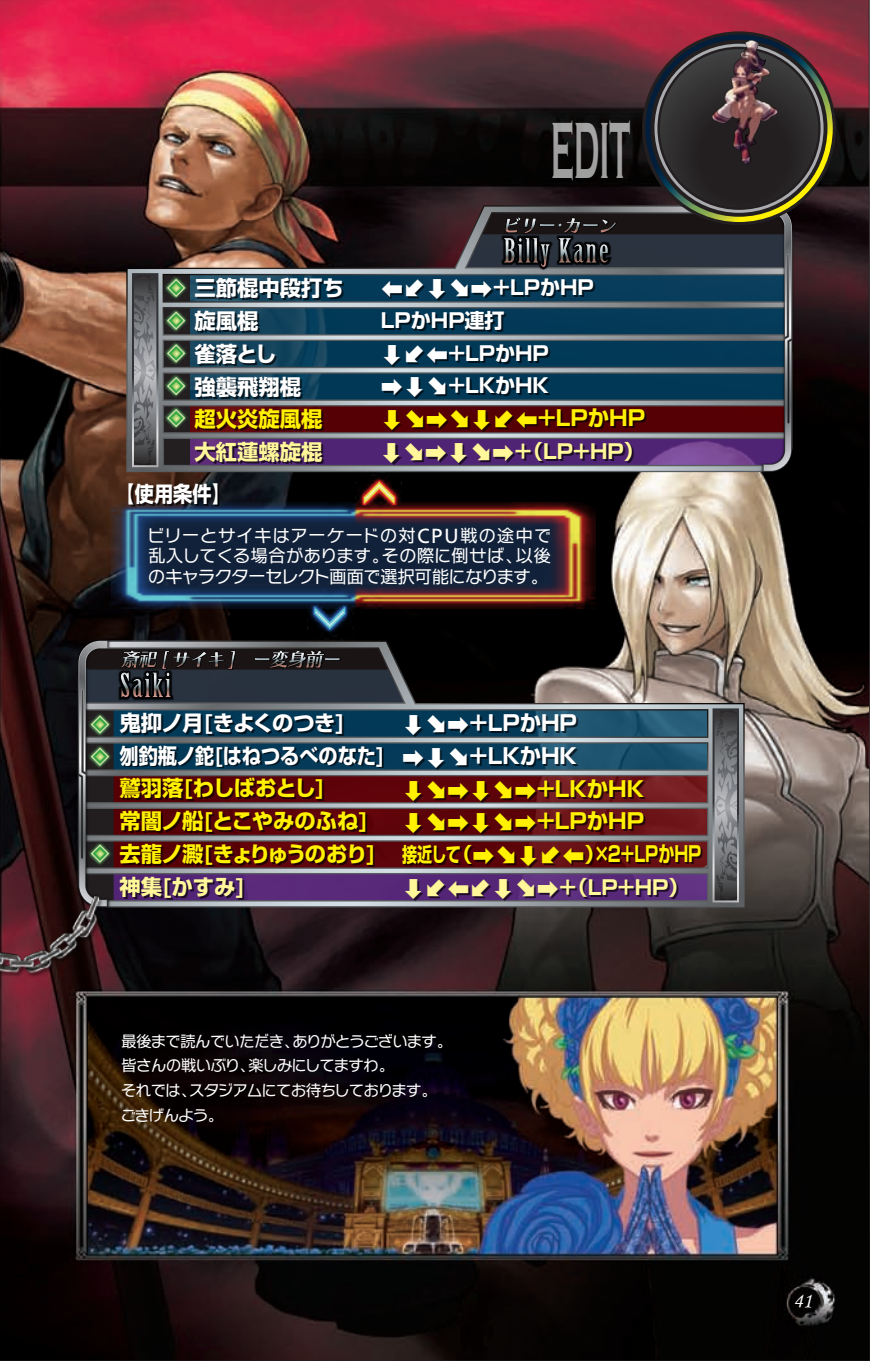 EDIT
ビリー・カーン
Billy Kane
三節棍中段打ち ⬅↙⬇↘➡+LPかHP
旋風棍 LPかHP連打
雀落とし ⬇↙⬅+LPかHP
強襲飛翔棍 ➡⬇↘+LKかHK
超火炎旋風棍 ⬇↘➡↘⬇↙⬅+LPかHP
大紅蓮螺旋棍 ⬇↘➡⬇↘➡+(LP+HP)
【使用条件】
ビリーとサイキはアーケードの対CPU戦の途中で
乱入してくる場合があります。その際に倒せば、以後
のキャラクターセレクト画面で選択可能になります。
斎祀[サイキ] ー変身前ー
Saiki
鬼抑ノ月[きよくのつき] ⬇↘➡+LPかHP
刎釣瓶ノ鉈[はねつるべのなた] ➡⬇↘+LKかHK
鷲羽落[わしばおとし] ⬇↘➡⬇↘➡+LKかHK
常闇ノ船[とこやみのふね] ⬇↘➡⬇↘➡+LPかHP
去龍ノ澱[きょりゅうのおり] 接近して(➡↘⬇↙⬅)×2+LPかHP
神集[かすみ] ⬇↙⬅↙⬇↘➡+(LP+HP)
最後まで読んでいただき、ありがとうございます。
皆さんの戦いぶり、楽しみにしてますわ。
それでは、スタジアムにてお待ちしております。
ごきげんよう。
41